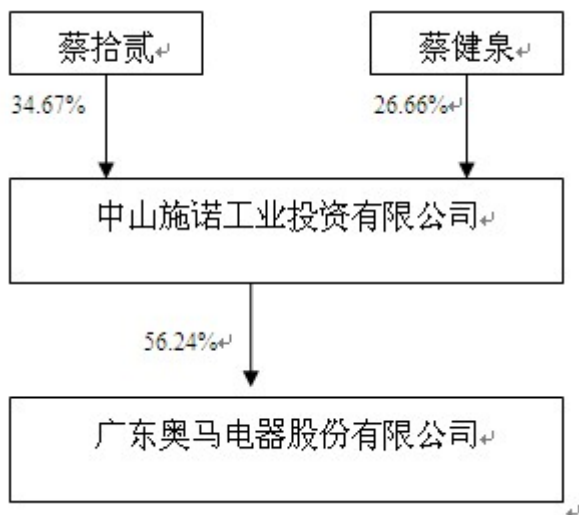 蔡拾贰
蔡健泉
34.67%
26.66%
中山施诺工业投资有限公司
56.24%
广东奥马电器股份有限公司